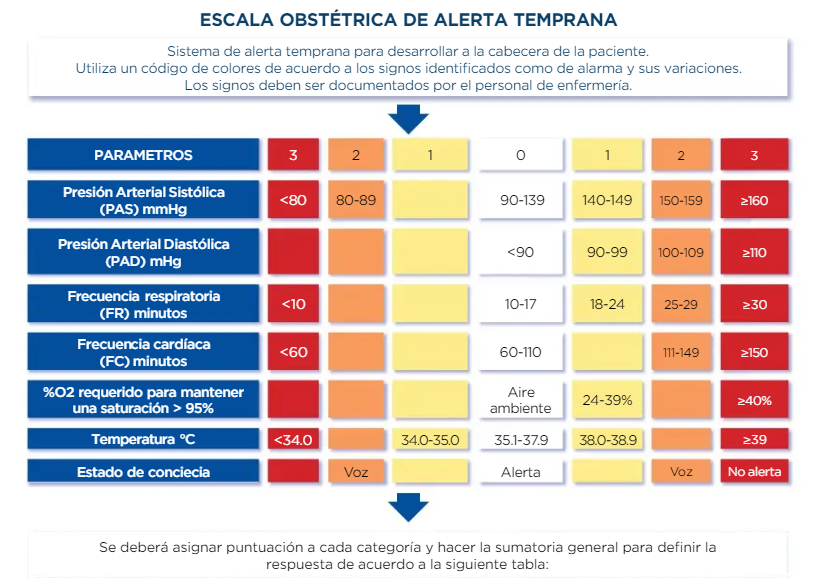 ESCALA OBSTÉTRICA DE ALERTA TEMPRANA
Sistema de alerta temprana para desarrollar a la cabecera de la paciente.
Utiliza un código de colores de acuerdo a los signos identificados como de alarma y sus variaciones.
Los signos deben ser documentados por el personal de enfermería.
PARAMETROS 3 2 1 0 1 2 3
Presión Arterial Sistólica
(PAS) mmHg <80 80-89 90-139 140-149 150-159 ≥160
Presión Arterial Diastólica
(PAD) mHg <90 90-99 100-109 ≥110
Frecuencia respiratoria
(FR) minutos <10 10-17 18-24 25-29 ≥30
Frecuencia cardíaca
(FC) minutos <60 60-110 111-149 ≥150
%O2 requerido para mantener
una saturación > 95% Aire
ambiente 24-39% ≥40%
Temperatura °C <34.0 34.0-35.0 35.1-37.9 38.0-38.9 ≥39
Estado de conciecia Voz Alerta Voz No alerta
Se deberá asignar puntuación a cada categoría y hacer la sumatoria general para definir la
respuesta de acuerdo a la siguiente tabla: